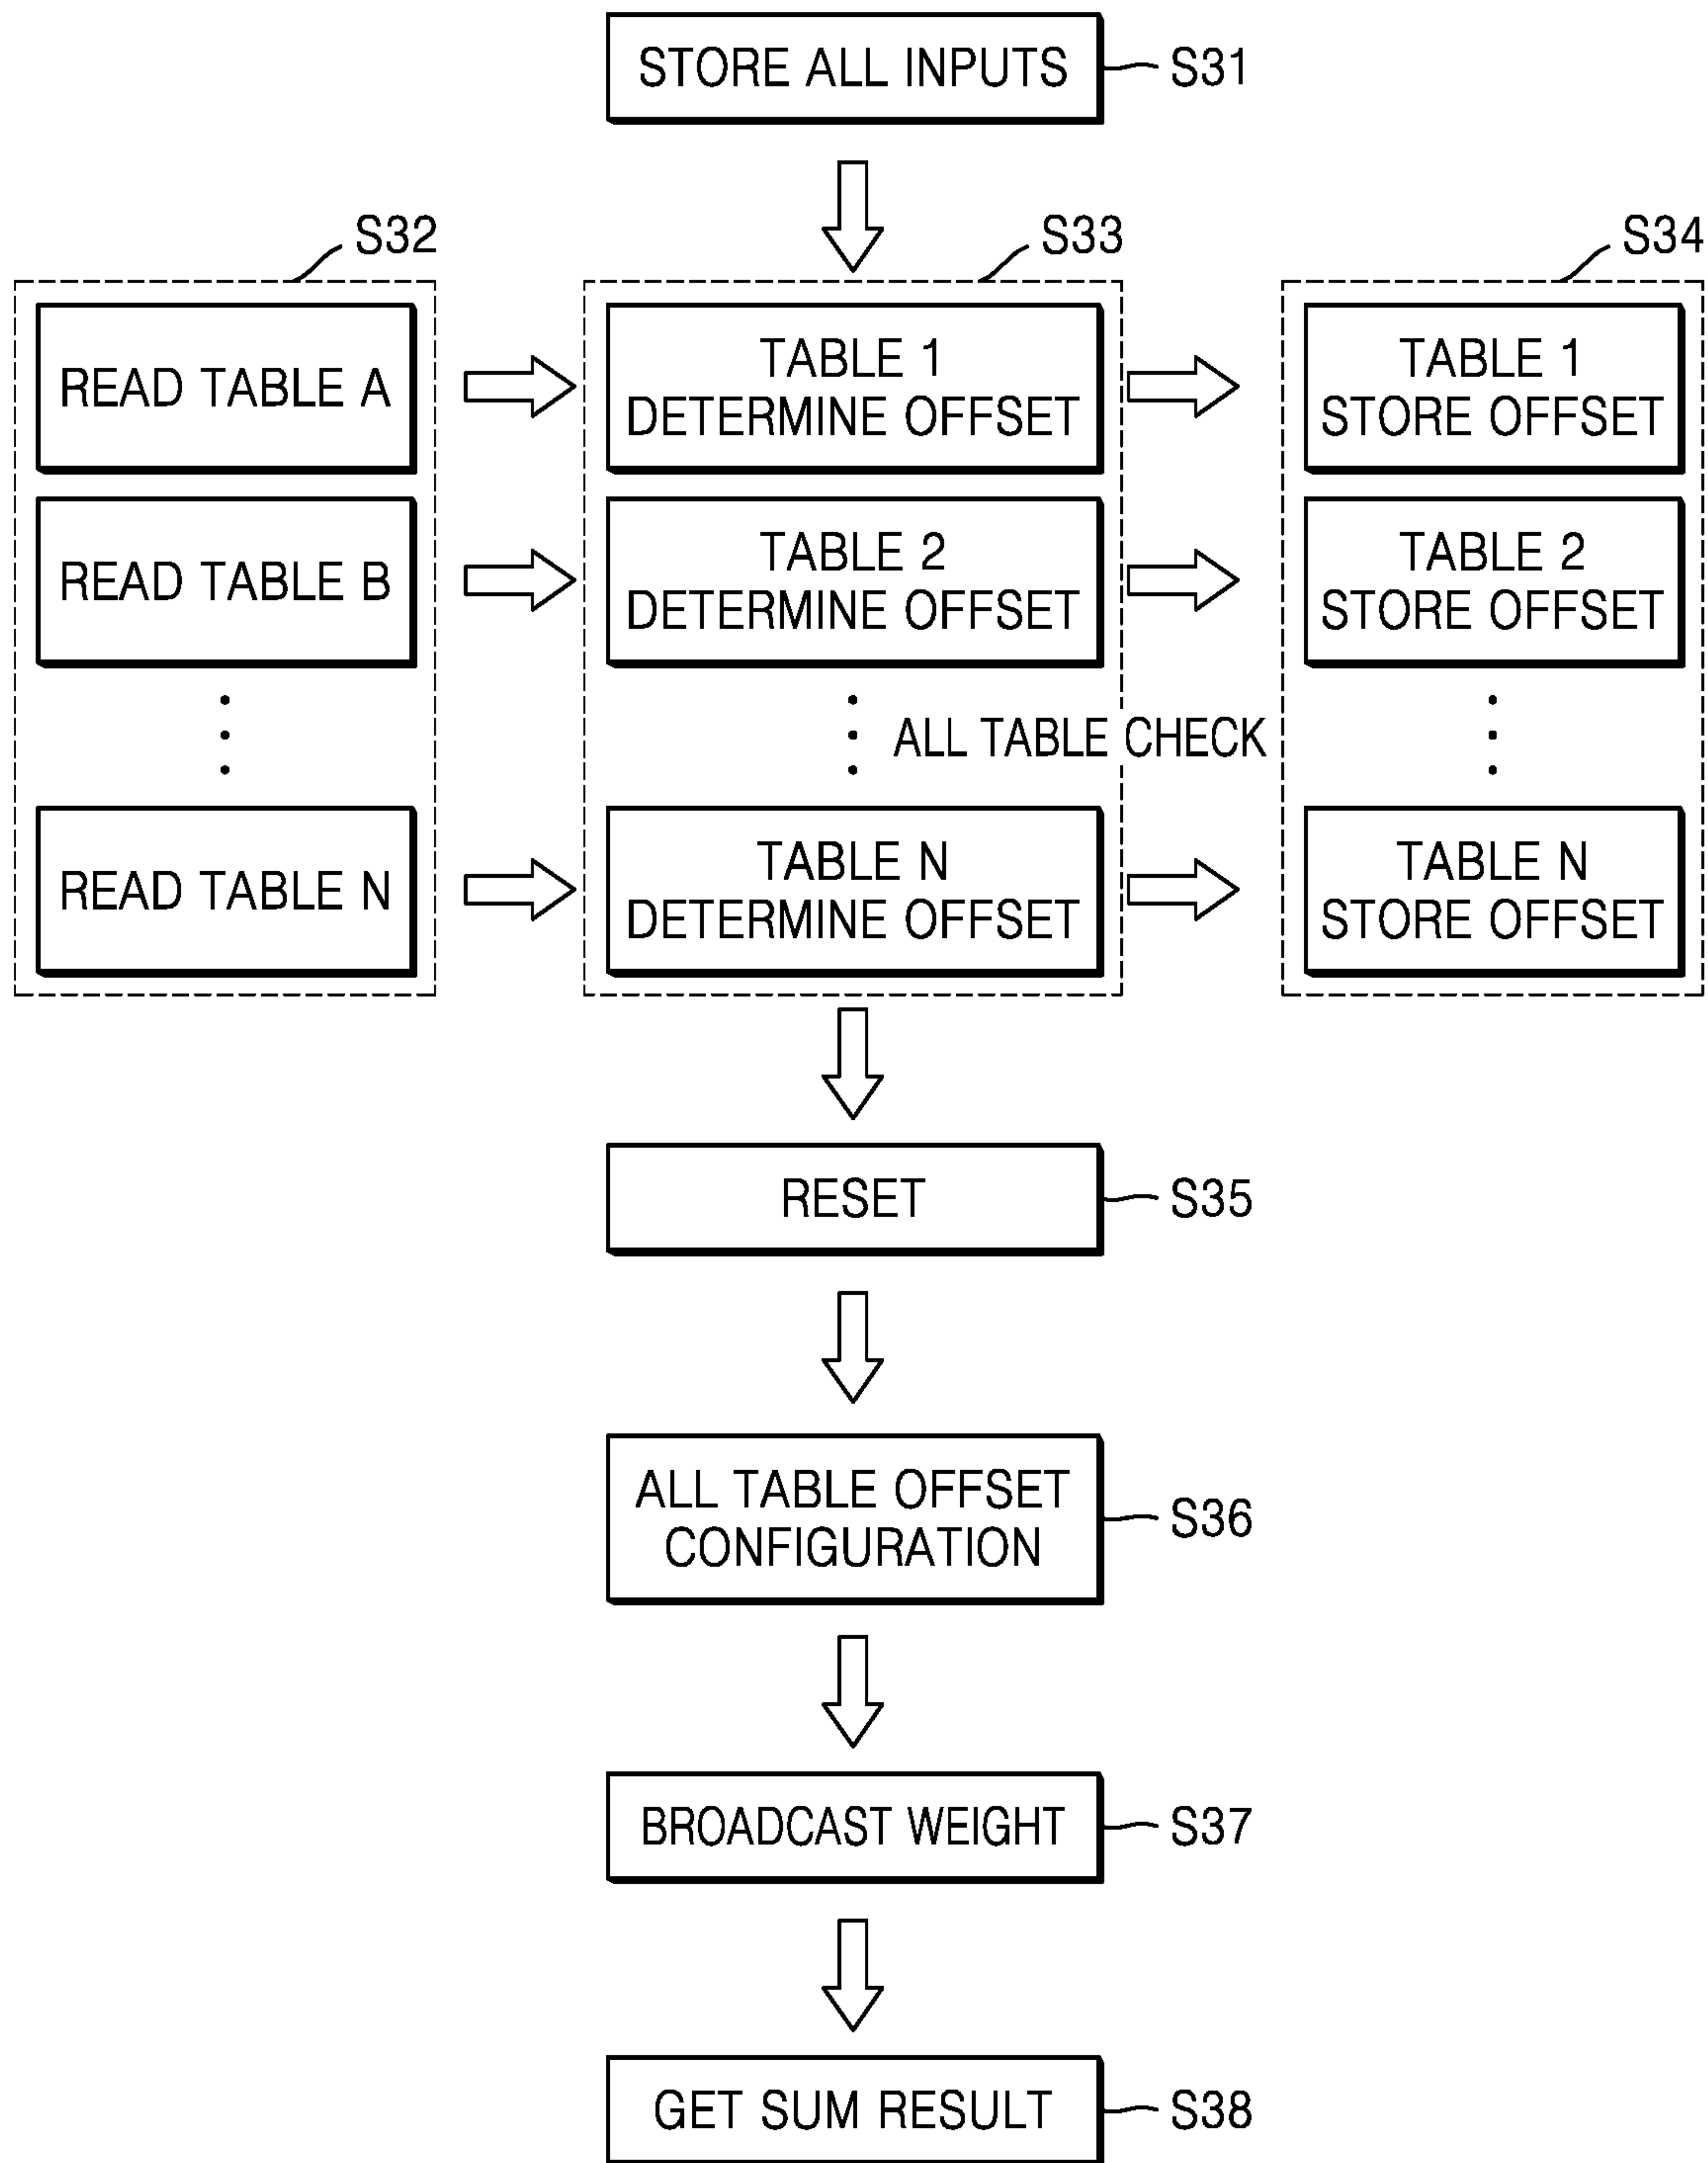 STORE ALL INPUTS
S31
S32
S33
S34
READ TABLE A
TABLE 1
DETERMINE OFFSET
TABLE 1
STORE OFFSET
READ TABLE B
TABLE 2
DETERMINE OFFSET
TABLE 2
STORE OFFSET
ALL TABLE CHECK
READ TABLE N
TABLE N
DETERMINE OFFSET
TABLE N
STORE OFFSET
RESET
S35
ALL TABLE OFFSET
CONFIGURATION
S36
BROADCAST WEIGHT
S37
GET SUM RESULT
S38